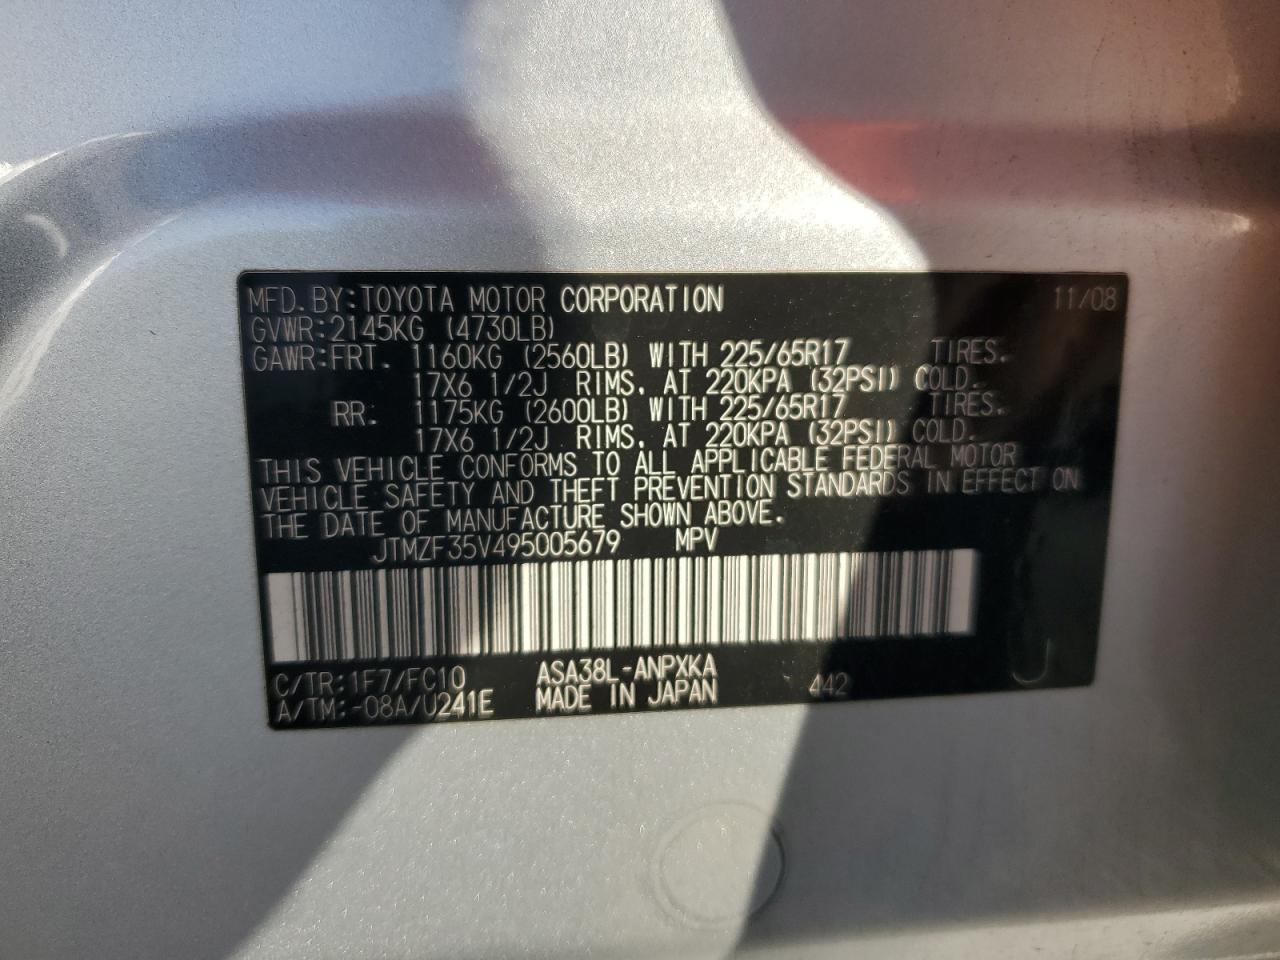 MFD. BY:TOYOTA MOTOR CORPORATION 11/08
GVWR:2145KG (4730LB)
GAWR:FRT. 1160KG (2560LB) WITH 225/65R17 TIRES.
17X6 1/2J RIMS, AT 220KPA (32PSI) COLD.
RR: 1175KG (2600LB) WITH 225/65R17 TIRES.
17X6 1/2J RIMS, AT 220KPA (32PSI) COLD.
THIS VEHICLE CONFORMS TO ALL APPLICABLE FEDERAL MOTOR
VEHICLE SAFETY AND THEFT PREVENTION STANDARDS IN EFFECT ON
THE DATE OF MANUFACTURE SHOWN ABOVE.
JTMZF35V495005679 MPV
C/TR:1F7/FC10 ASA38L-ANPXKA
A/TM:-08A/U241E MADE IN JAPAN 442 J